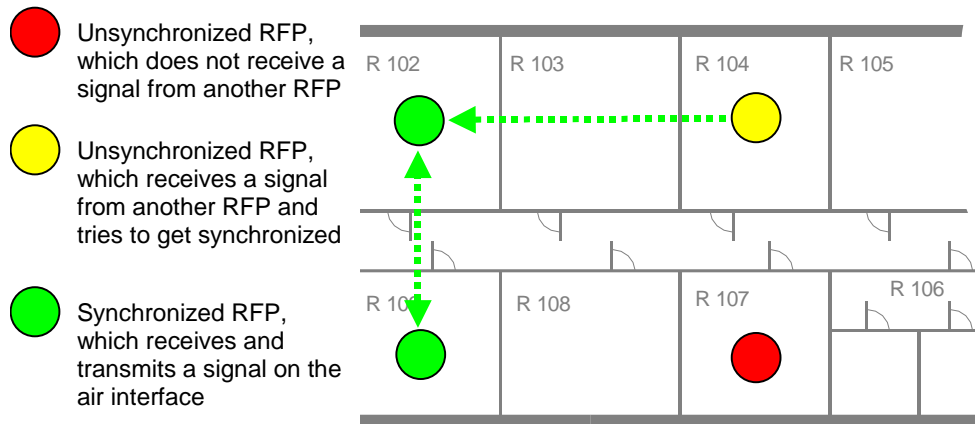 Unsynchronized RFP,
which does not receive a
signal from another RFP
Unsynchronized RFP,
which receives a signal
from another RFP and
tries to get synchronized
Synchronized RFP,
which receives and
transmits a signal on the
air interface
R 102
R 103
R 104
R 105
R 108
R 107
R 106